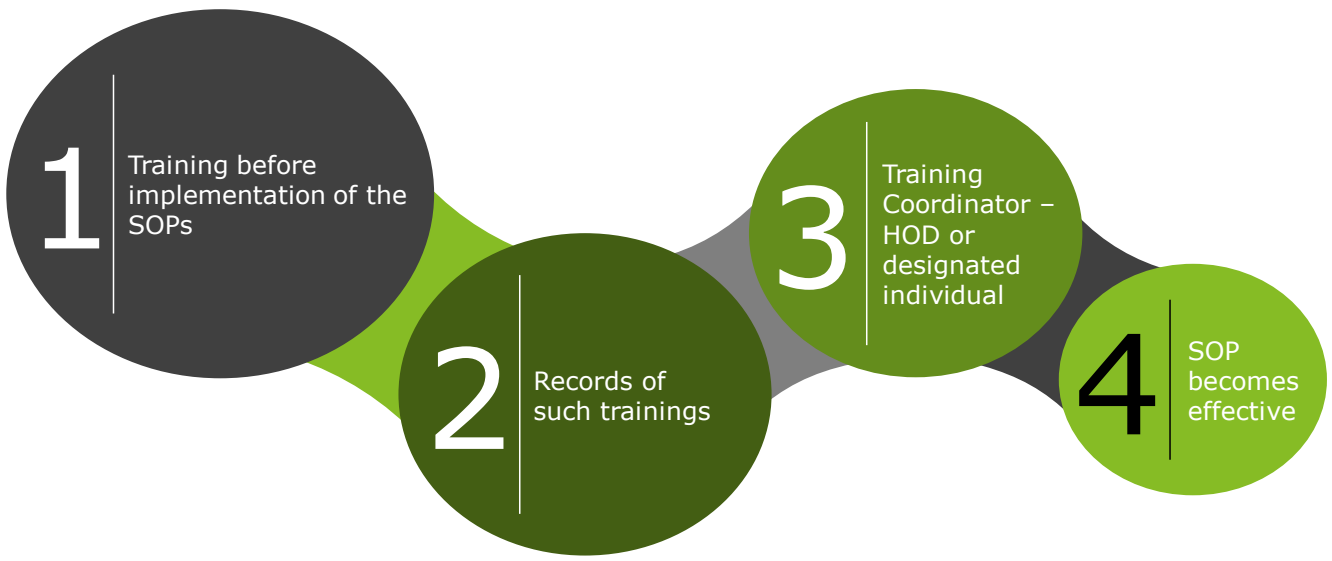 1
Training before
implementation of the
SOPs
2
Records of
such trainings
3
Training
Coordinator –
HOD or
designated
individual
4
SOP
becomes
effective